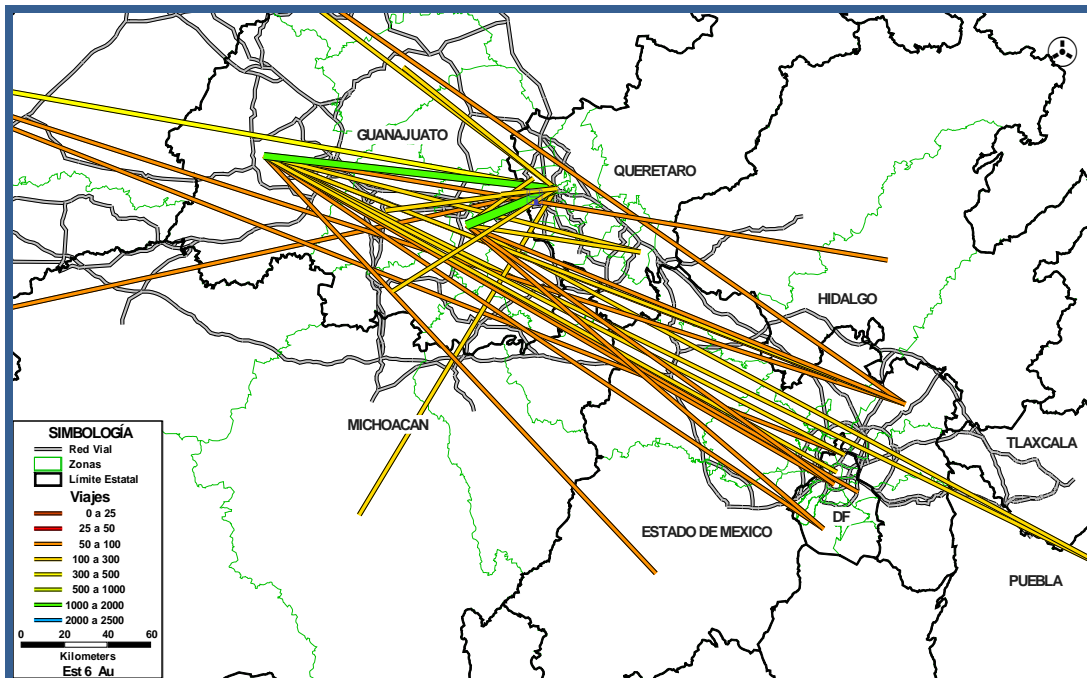 GUANAJUATO
QUERETARO
HIDALGO
MICHOACAN
TLAXCALA
ESTADO DE MEXICO
DF
PUEBLA
SIMBOLOGÍA
Red Vial
Zonas
Límite Estatal
Viajes
0 a 25
25 a 50
50 a 100
100 a 300
300 a 500
500 a 1000
1000 a 2000
2000 a 2500
0 20 40 60
Kilometers
Est 6 Au